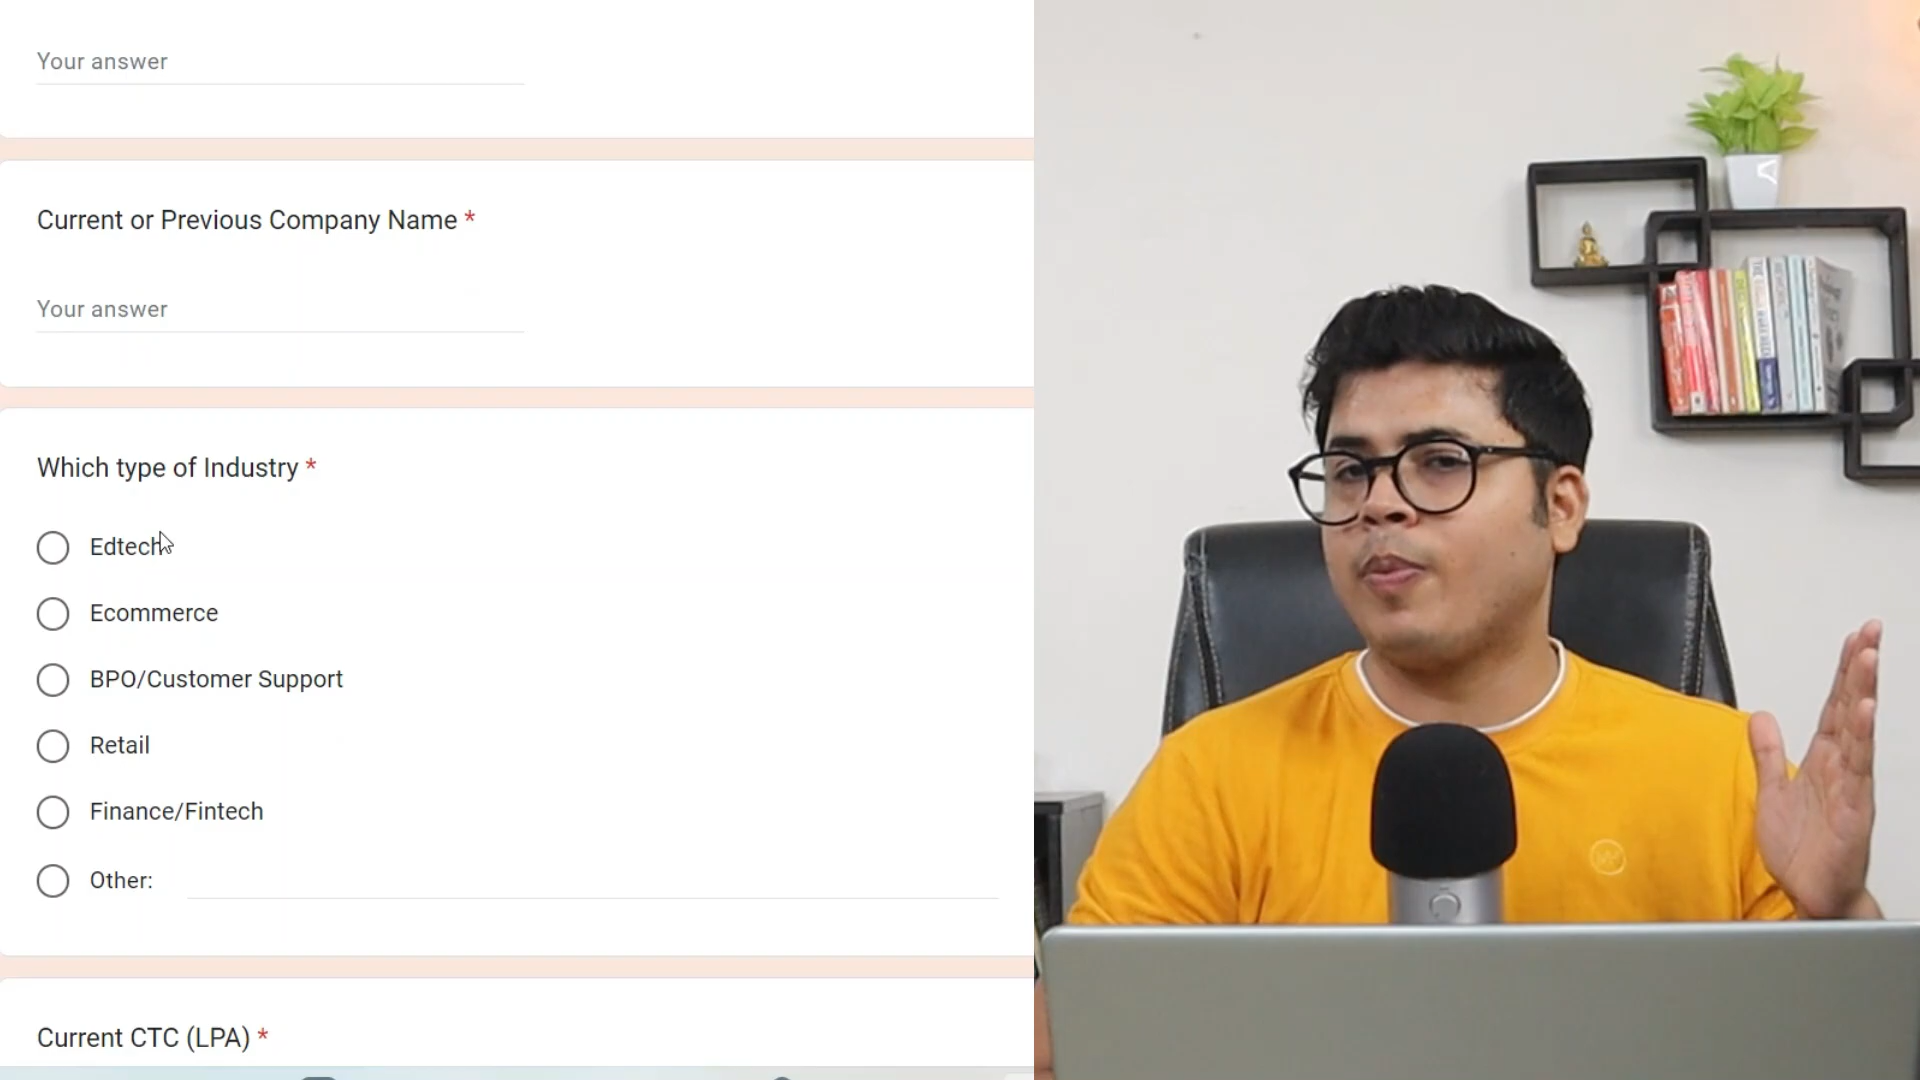 Your answer
Current or Previous Company Name *
Your answer
Which type of Industry *
Edtech
Ecommerce
BPO/Customer Support
Retail
Finance/Fintech
Other:
Current CTC (LPA) *